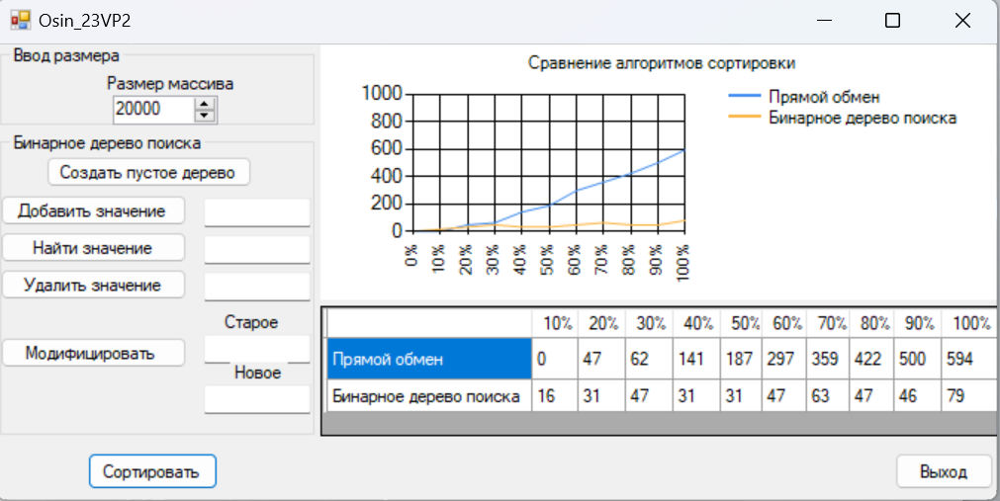 Osin_23VP2
Ввод размера
Размер массива
20000
Бинарное дерево поиска
Создать пустое дерево
Добавить значение
Найти значение
Удалить значение
Старое
Модифицировать
Новое
Сортировать
Сравнение алгоритмов сортировки
1000
800
600
400
200
0
0% 10% 20% 30% 40% 50% 60% 70% 80% 90% 100%
Прямой обмен
Бинарное дерево поиска
10% 20% 30% 40% 50% 60% 70% 80% 90% 100%
Прямой обмен 0 47 62 141 187 297 359 422 500 594
Бинарное дерево поиска 16 31 47 31 31 47 63 47 46 79
Выход